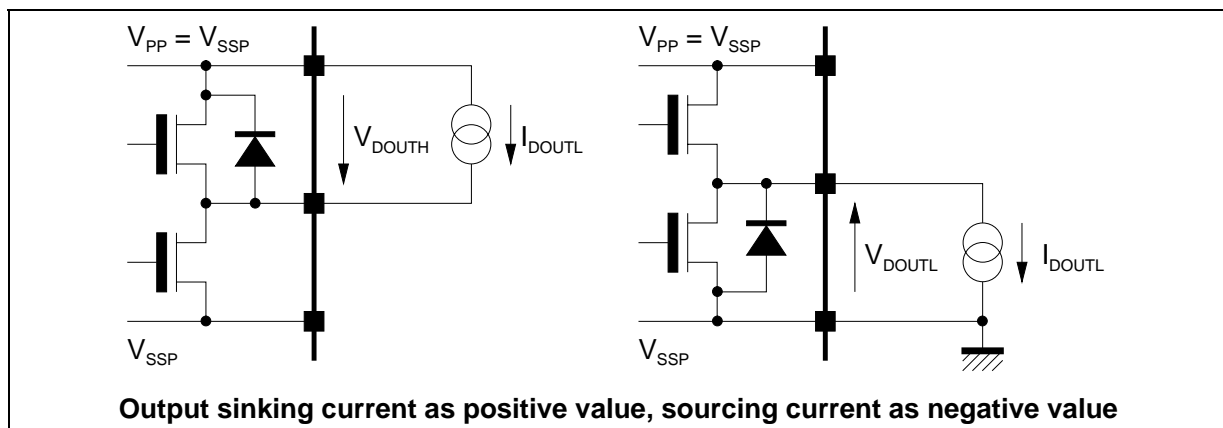 V_PP = V_SSP
V_DOUTH
I_DOUTL
V_SSP
V_PP = V_SSP
V_DOUTL
I_DOUTL
V_SSP
Output sinking current as positive value, sourcing current as negative value